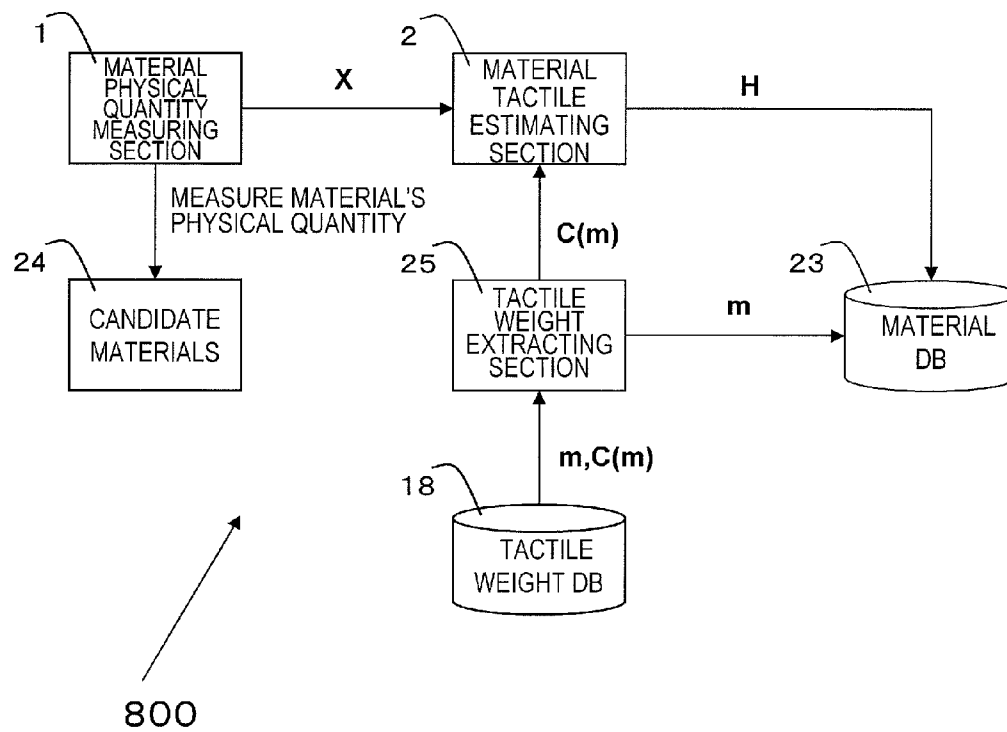 1
MATERIAL
PHYSICAL
QUANTITY
MEASURING
SECTION
X
2
MATERIAL
TACTILE
ESTIMATING
SECTION
H
MEASURE MATERIAL'S
PHYSICAL QUANTITY
C(m)
24
CANDIDATE
MATERIALS
25
TACTILE
WEIGHT
EXTRACTING
SECTION
m
23
MATERIAL
DB
m,C(m)
18
TACTILE
WEIGHT DB
800